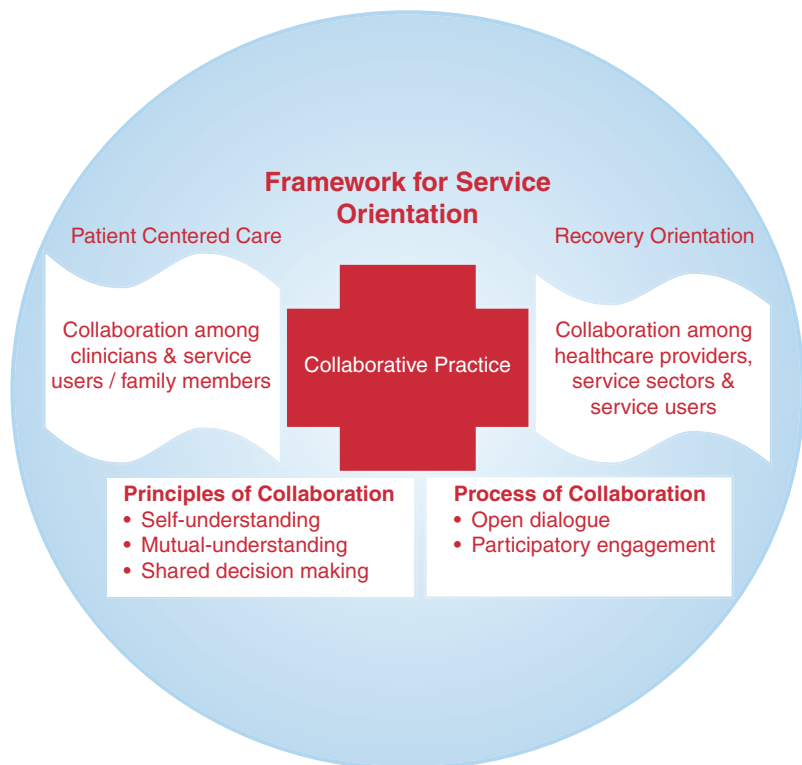 Framework for Service
Orientation
Patient Centered Care
Recovery Orientation
Collaboration among
clinicians & service
users / family members
Collaborative Practice
Collaboration among
healthcare providers,
service sectors &
service users
Principles of Collaboration
• Self-understanding
• Mutual-understanding
• Shared decision making
Process of Collaboration
• Open dialogue
• Participatory engagement